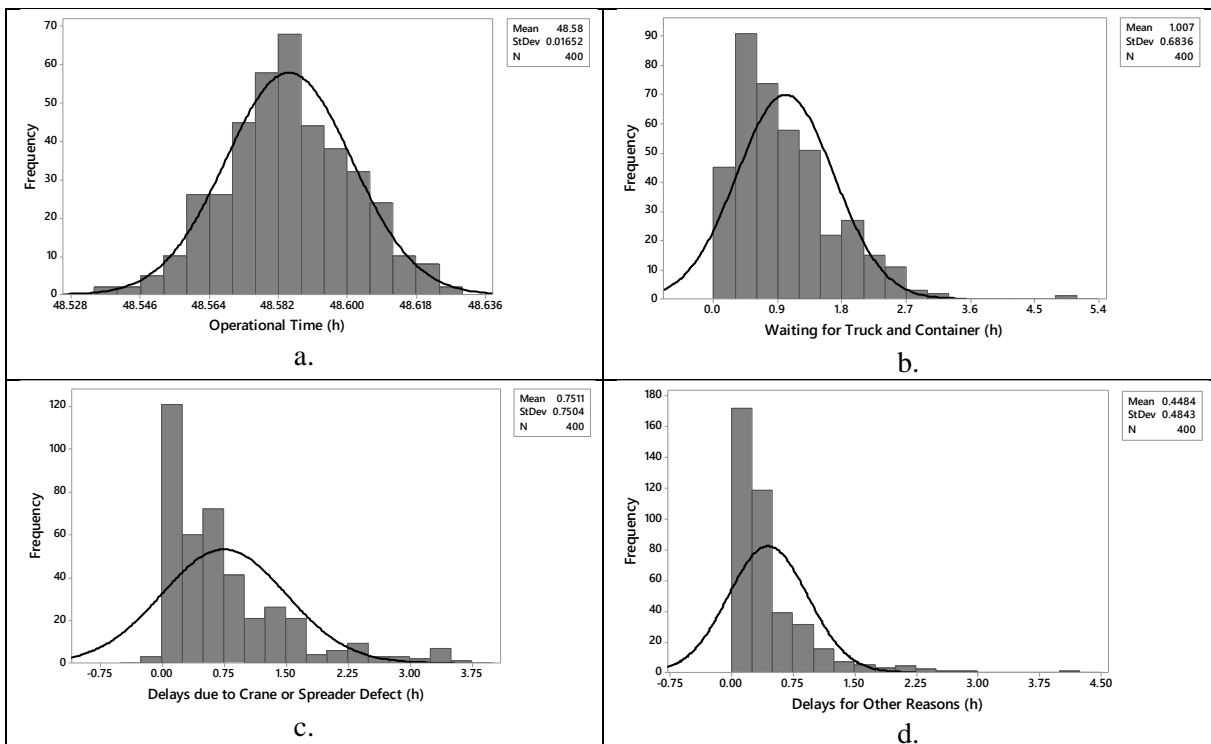 Mean 48.58
StDev 0.01652
N 400
Frequency
70
60
50
40
30
20
10
0
48.528 48.546 48.564 48.582 48.600 48.618 48.636
Operational Time (h)
a.
Mean 1.007
StDev 0.6836
N 400
Frequency
90
80
70
60
50
40
30
20
10
0
0.0 0.9 1.8 2.7 3.6 4.5 5.4
Waiting for Truck and Container (h)
b.
Mean 0.7511
StDev 0.7504
N 400
Frequency
120
100
80
60
40
20
0
-0.75 0.00 0.75 1.50 2.25 3.00 3.75
Delays due to Crane or Spreader Defect (h)
c.
Mean 0.4484
StDev 0.4843
N 400
Frequency
180
160
140
120
100
80
60
40
20
0
-0.75 0.00 0.75 1.50 2.25 3.00 3.75 4.50
Delays for Other Reasons (h)
d.